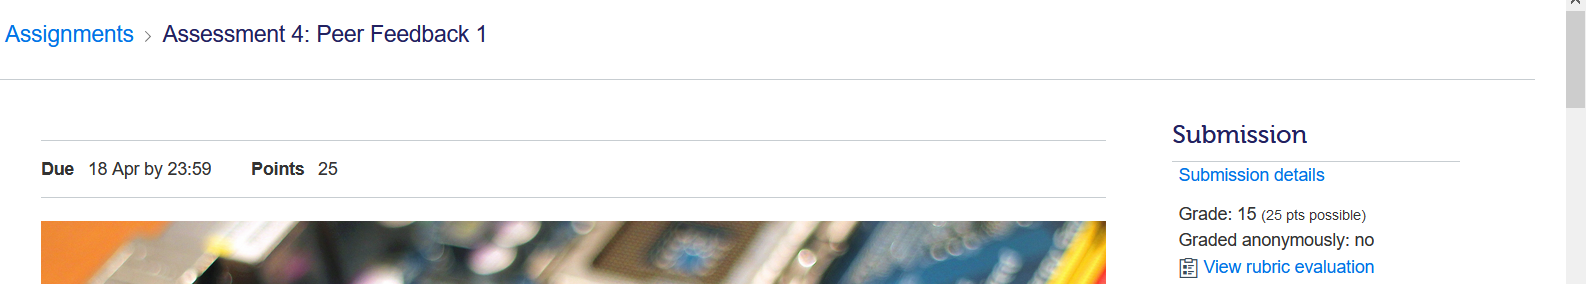 Assignments > Assessment 4: Peer Feedback 1
Due 18 Apr by 23:59 Points 25
Submission
Submission details
Grade: 15 (25 pts possible)
Graded anonymously: no
View rubric evaluation